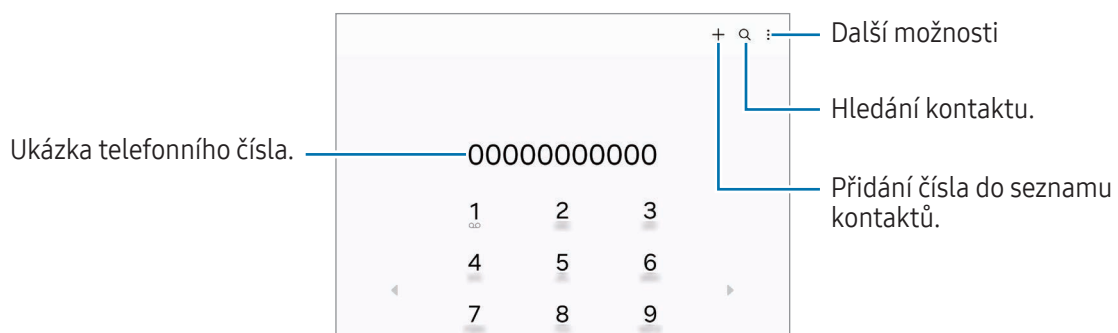 Další možnosti
Hledání kontaktu.
Ukázka telefonního čísla.
00000000000
Přidání čísla do seznamu
kontaktů.
1 2 3
4 5 6
7 8 9